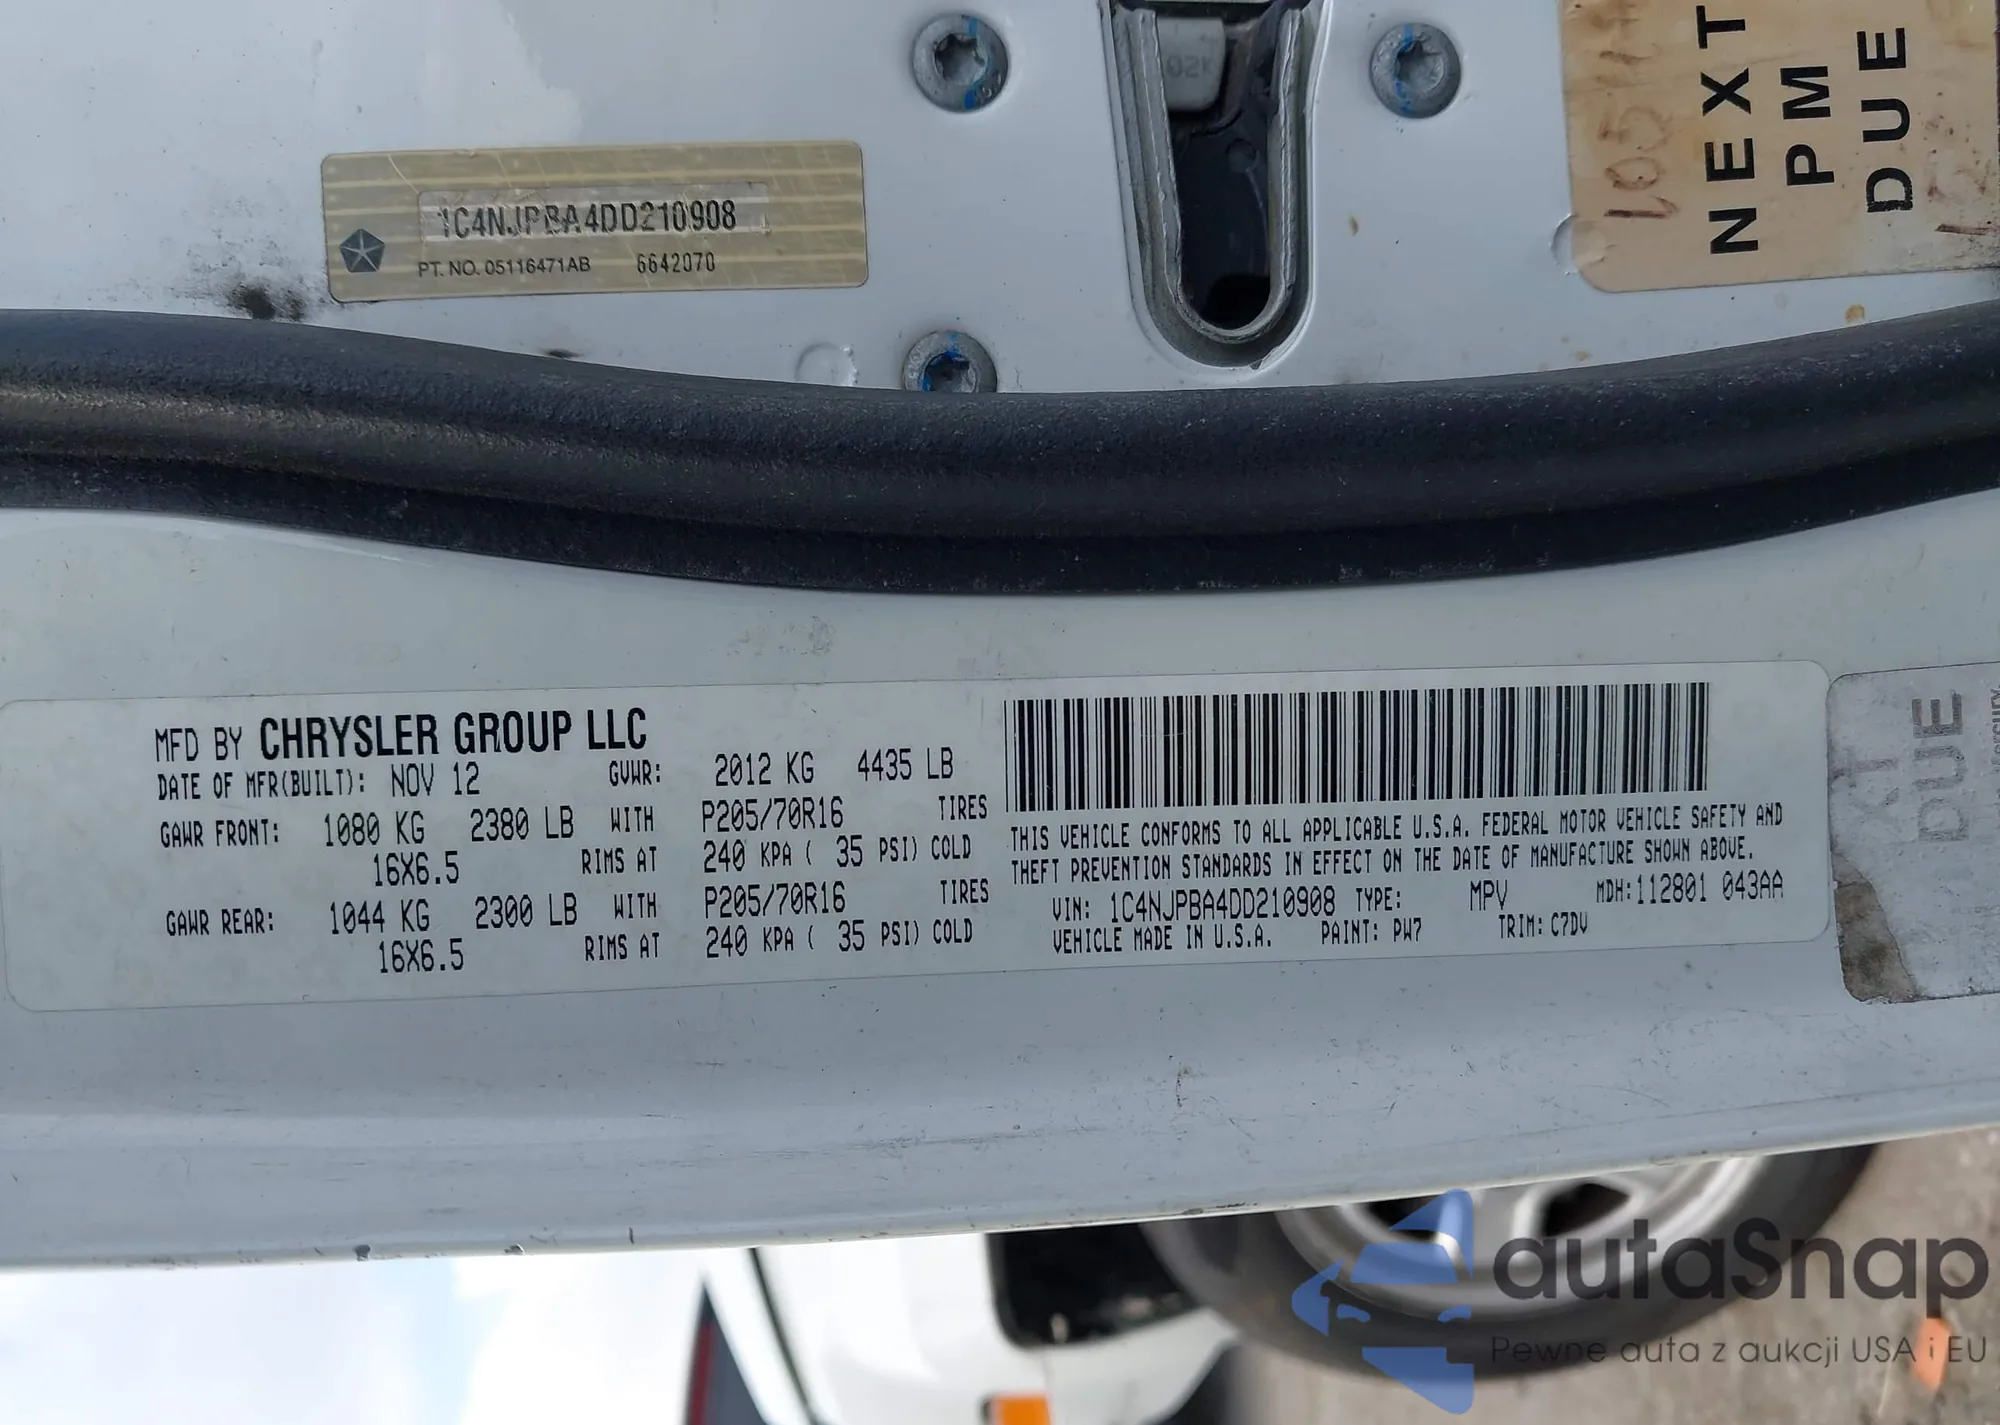 02K
1C4NJPBA4DD210908
PT. NO. 05116471AB 6642070
NEXT
PM
DUE
MFD BY CHRYSLER GROUP LLC
DATE OF MFR(BUILT): NOV 12 GVWR: 2012 KG 4435 LB
GAWR FRONT: 1080 KG 2380 LB WITH P205/70R16 TIRES
16X6.5 RIMS AT 240 KPA ( 35 PSI) COLD
GAWR REAR: 1044 KG 2300 LB WITH P205/70R16 TIRES
16X6.5 RIMS AT 240 KPA ( 35 PSI) COLD
THIS VEHICLE CONFORMS TO ALL APPLICABLE U.S.A. FEDERAL MOTOR VEHICLE SAFETY AND
THEFT PREVENTION STANDARDS IN EFFECT ON THE DATE OF MANUFACTURE SHOWN ABOVE.
VIN: 1C4NJPBA4DD210908 TYPE: MPV MDH:112801 043AA
VEHICLE MADE IN U.S.A. PAINT: PW7 TRIM: C7DV
XT
DUE
autaSnap
Pewne auta z aukcji USA i EU